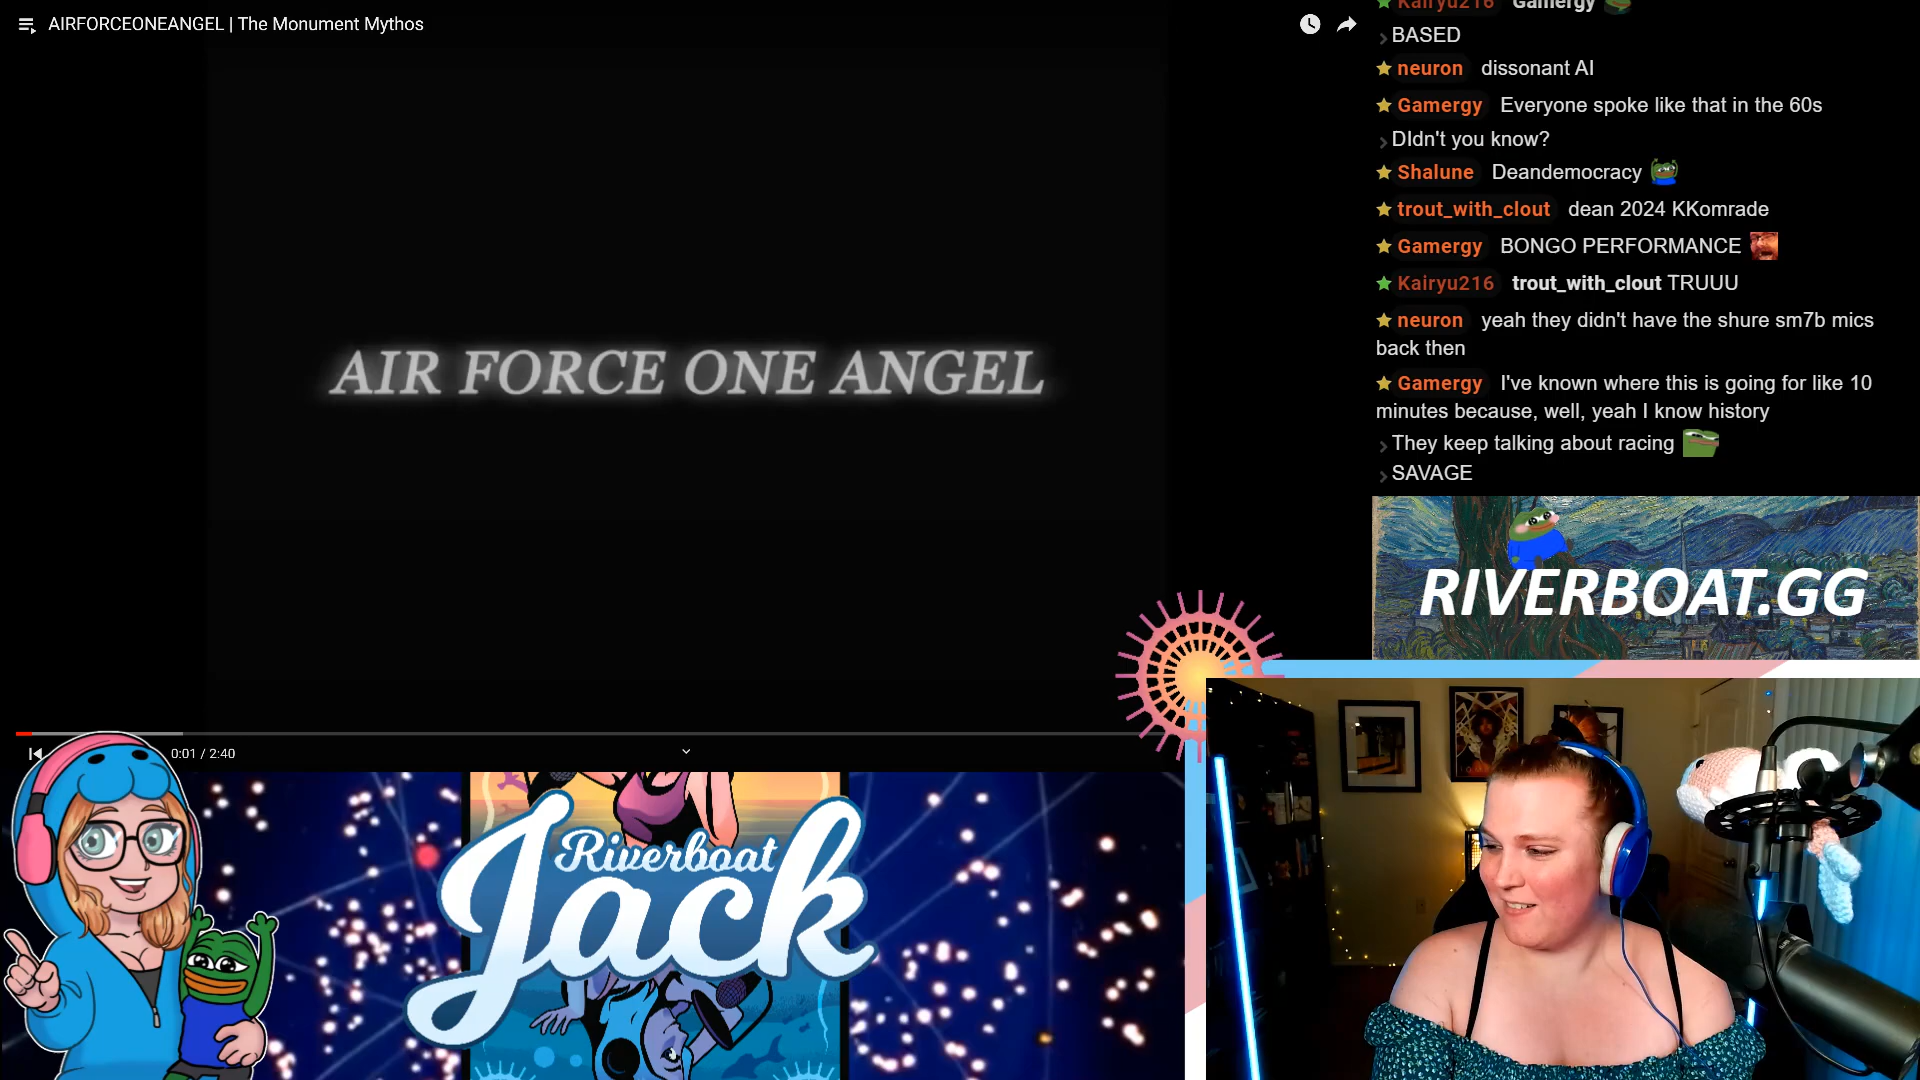 AIRFORCEONEANGEL | The Monument Mythos
AIR FORCE ONE ANGEL
0:01 / 2:40
Kairyu216 Gamergy
BASED
neuron dissonant AI
Gamergy Everyone spoke like that in the 60s
DIdn't you know?
Shalune Deandemocracy
trout_with_clout dean 2024 KKomrade
Gamergy BONGO PERFORMANCE
Kairyu216 trout_with_clout TRUUU
neuron yeah they didn't have the shure sm7b mics
back then
Gamergy I've known where this is going for like 10
minutes because, well, yeah I know history
They keep talking about racing
SAVAGE
RIVERBOAT.GG
Riverboat
Jack